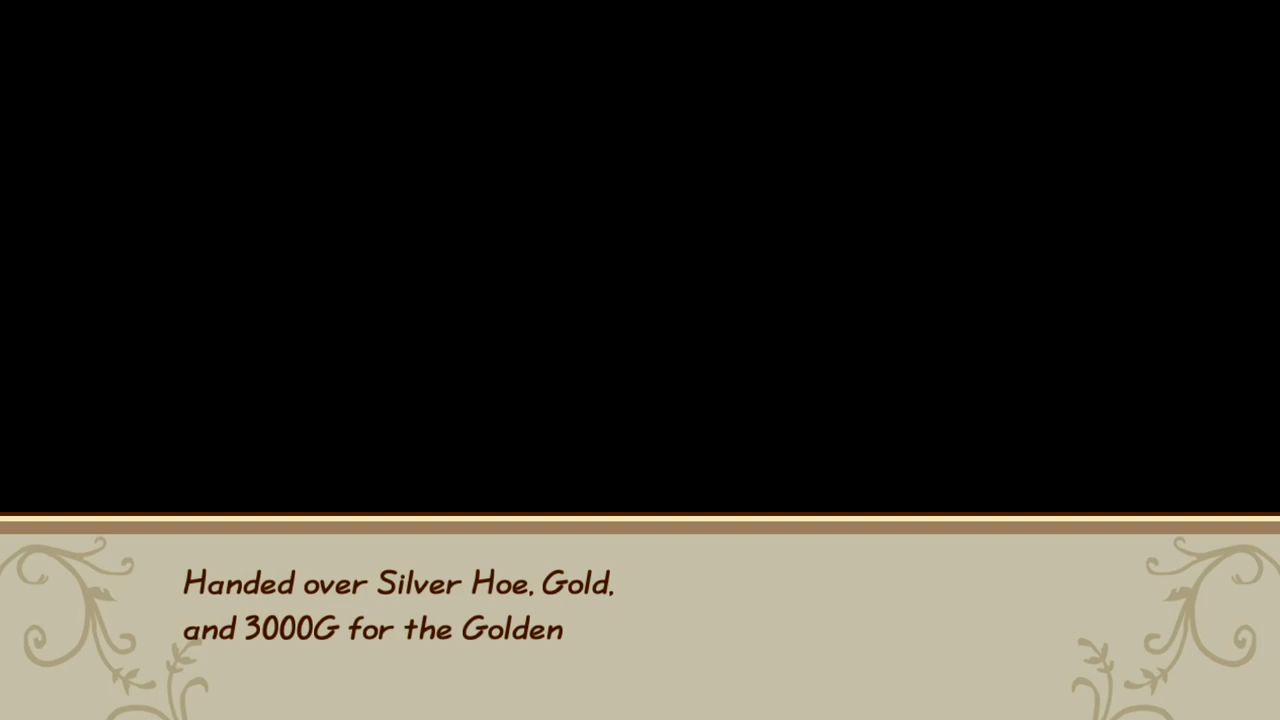 Handed over Silver Hoe, Gold,
and 3000G for the Golden